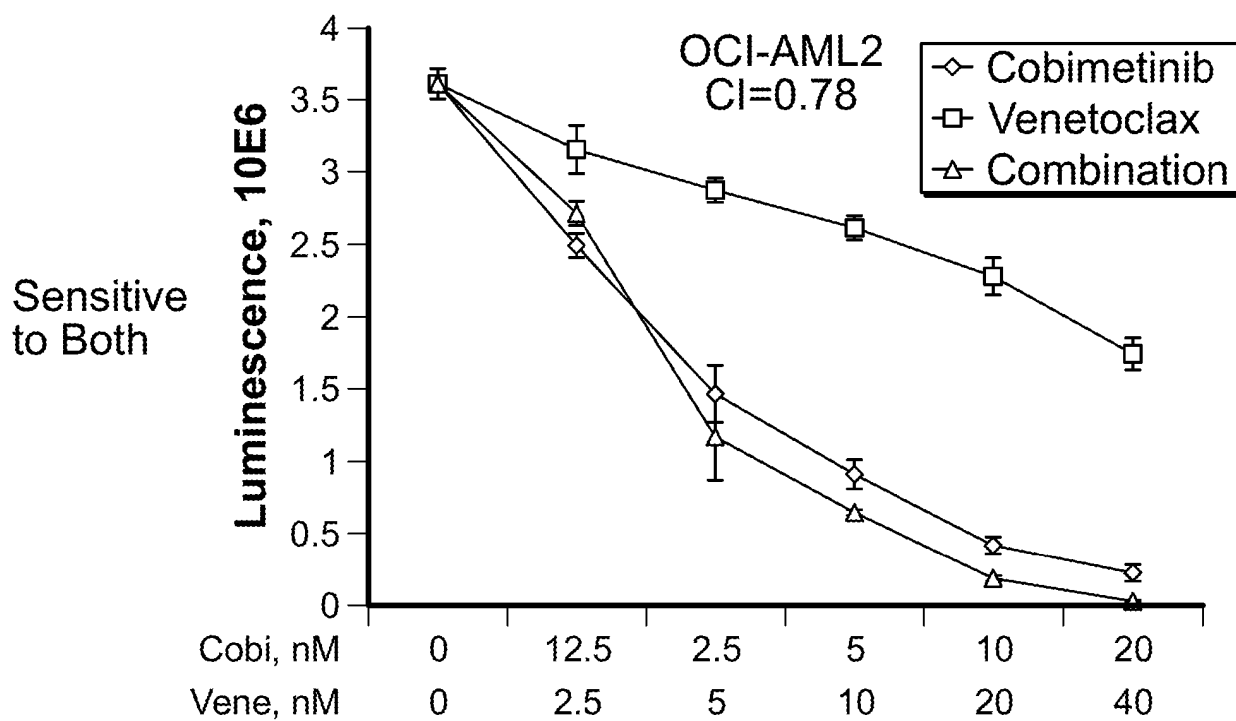 OCI-AML2
CI=0.78
Cobimetinib
Venetoclax
Combination
Sensitive
to Both
Luminescence, 10E6
4
3.5
3
2.5
2
1.5
1
0.5
0
Cobi, nM 0 12.5 2.5 5 10 20
Vene, nM 0 2.5 5 10 20 40